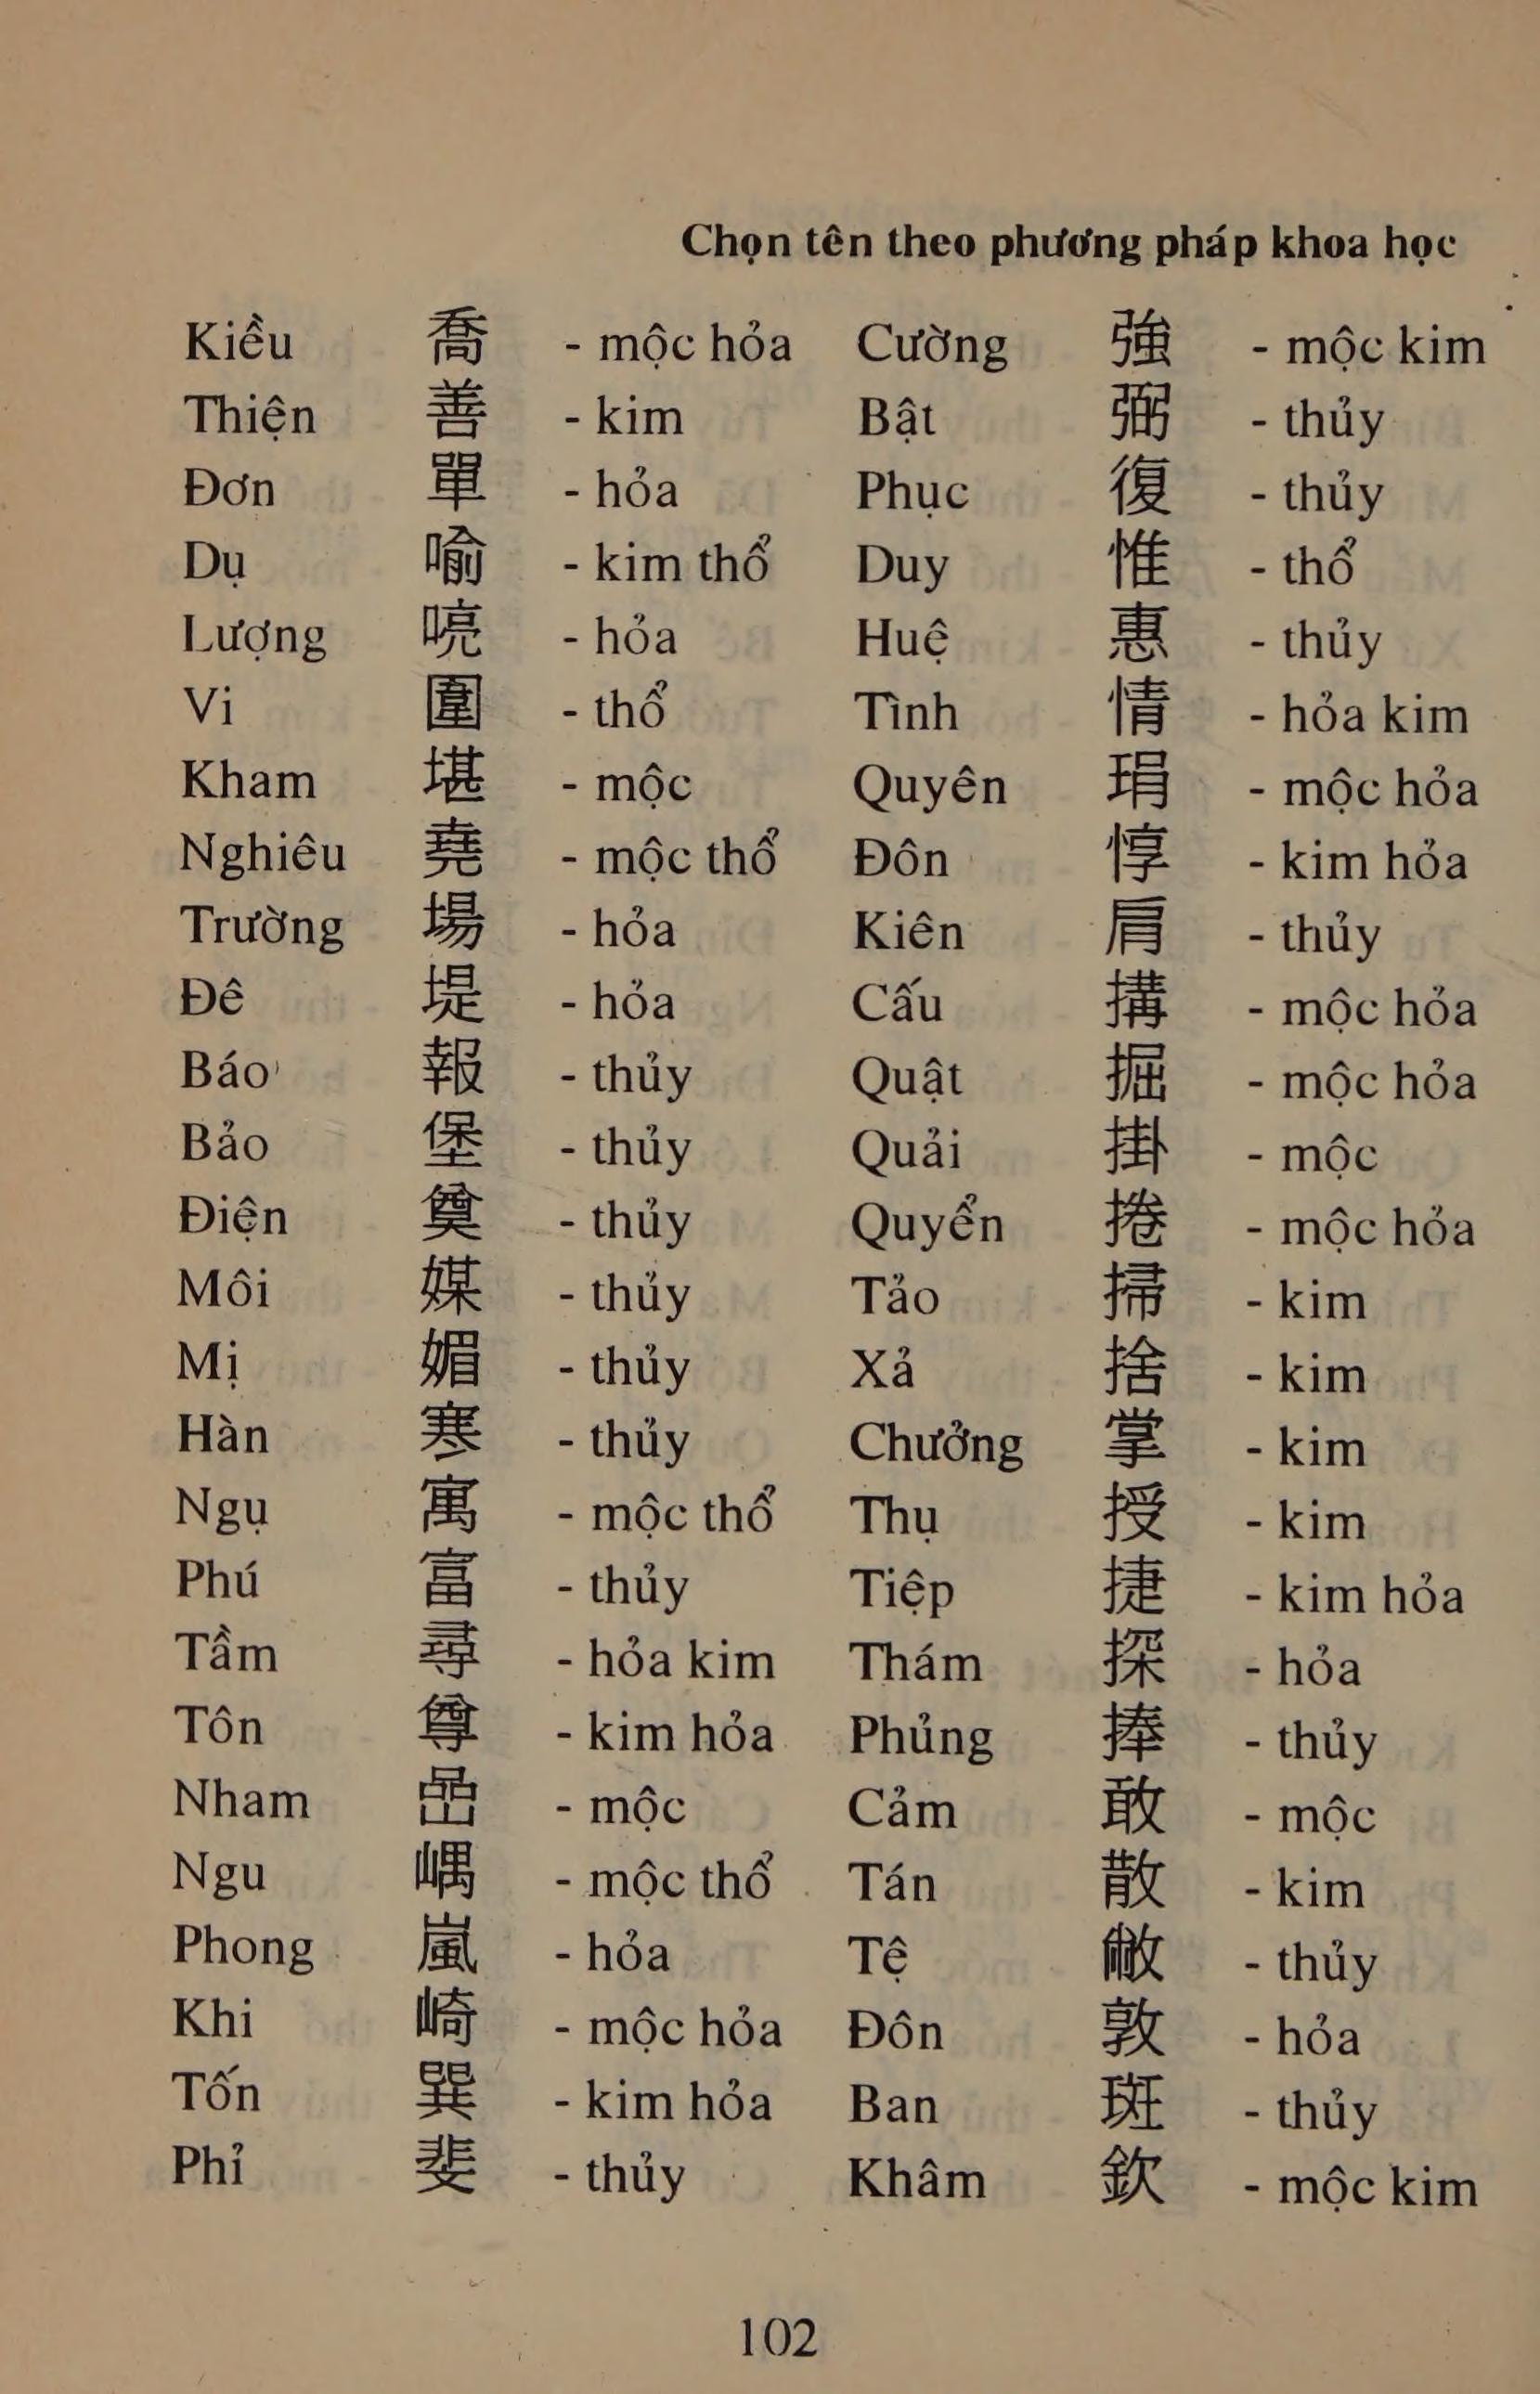 Chọn tên theo phương pháp khoa học
Kiều 喬 - mộc hỏa Cường 強 - mộc kim
Thiện 善 - kim Bật 弼 - thủy
Đơn 單 - hỏa Phục 復 - thủy
Dụ 喻 - kim thổ Duy 惟 - thổ
Lượng 喨 - hỏa Huệ 惠 - thủy
Vi 圍 - thổ Tình 情 - hỏa kim
Kham 堪 - mộc Quyên 琄 - mộc hỏa
Nghiêu 堯 - mộc thổ Đôn 惇 - kim hỏa
Trường 場 - hỏa Kiên 肩 - thủy
Đê 堤 - hỏa Cấu 搆 - mộc hỏa
Báo 報 - thủy Quật 掘 - mộc hỏa
Bảo 堡 - thủy Quải 掛 - mộc
Điện 奠 - thủy Quyển 捲 - mộc hỏa
Môi 媒 - thủy Tảo 掃 - kim
Mị 媚 - thủy Xả 捨 - kim
Hàn 寒 - thủy Chưởng 掌 - kim
Ngụ 寓 - mộc thổ Thụ 授 - kim
Phú 富 - thủy Tiệp 捷 - kim hỏa
Tầm 尋 - hỏa kim Thám 探 - hỏa
Tôn 尊 - kim hỏa Phủng 捧 - thủy
Nham 嵒 - mộc Cảm 敢 - mộc
Ngu 嵎 - mộc thổ Tán 散 - kim
Phong 嵐 - hỏa Tệ 敝 - thủy
Khi 崎 - mộc hỏa Đôn 敦 - hỏa
Tốn 巽 - kim hỏa Ban 斑 - thủy
Phỉ 斐 - thủy Khâm 欽 - mộc kim
102